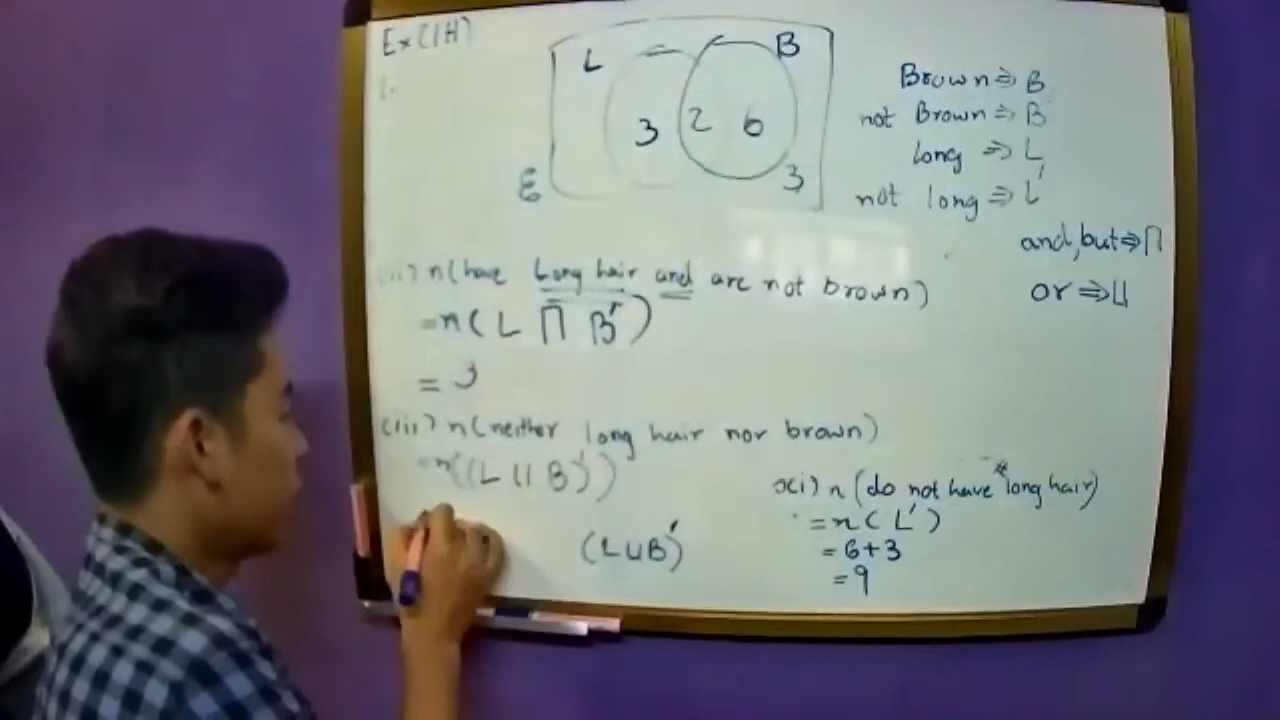 Ex(1H)
L B
3 2 6
3
ℰ
Brown ⇒ B
not Brown ⇒ B'
long ⇒ L
not long ⇒ L'
and, but ⇒ ∩
or ⇒ ∪
(ii) n(have Long hair and are not brown)
= n( L ∩ B' )
= 3
(iii) n(neither long hair nor brown)
= n((L ∪ B)')
(L∪B)'
xi) n (do not have long hair)
= n( L' )
= 6+3
= 9